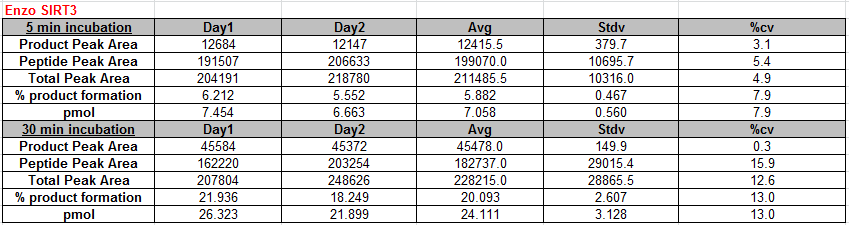 Enzo SIRT3
5 min incubation Day1 Day2 Avg Stdv %cv
Product Peak Area 12684 12147 12415.5 379.7 3.1
Peptide Peak Area 191507 206633 199070.0 10695.7 5.4
Total Peak Area 204191 218780 211485.5 10316.0 4.9
% product formation 6.212 5.552 5.882 0.467 7.9
pmol 7.454 6.663 7.058 0.560 7.9
30 min incubation Day1 Day2 Avg Stdv %cv
Product Peak Area 45584 45372 45478.0 149.9 0.3
Peptide Peak Area 162220 203254 182737.0 29015.4 15.9
Total Peak Area 207804 248626 228215.0 28865.5 12.6
% product formation 21.936 18.249 20.093 2.607 13.0
pmol 26.323 21.899 24.111 3.128 13.0